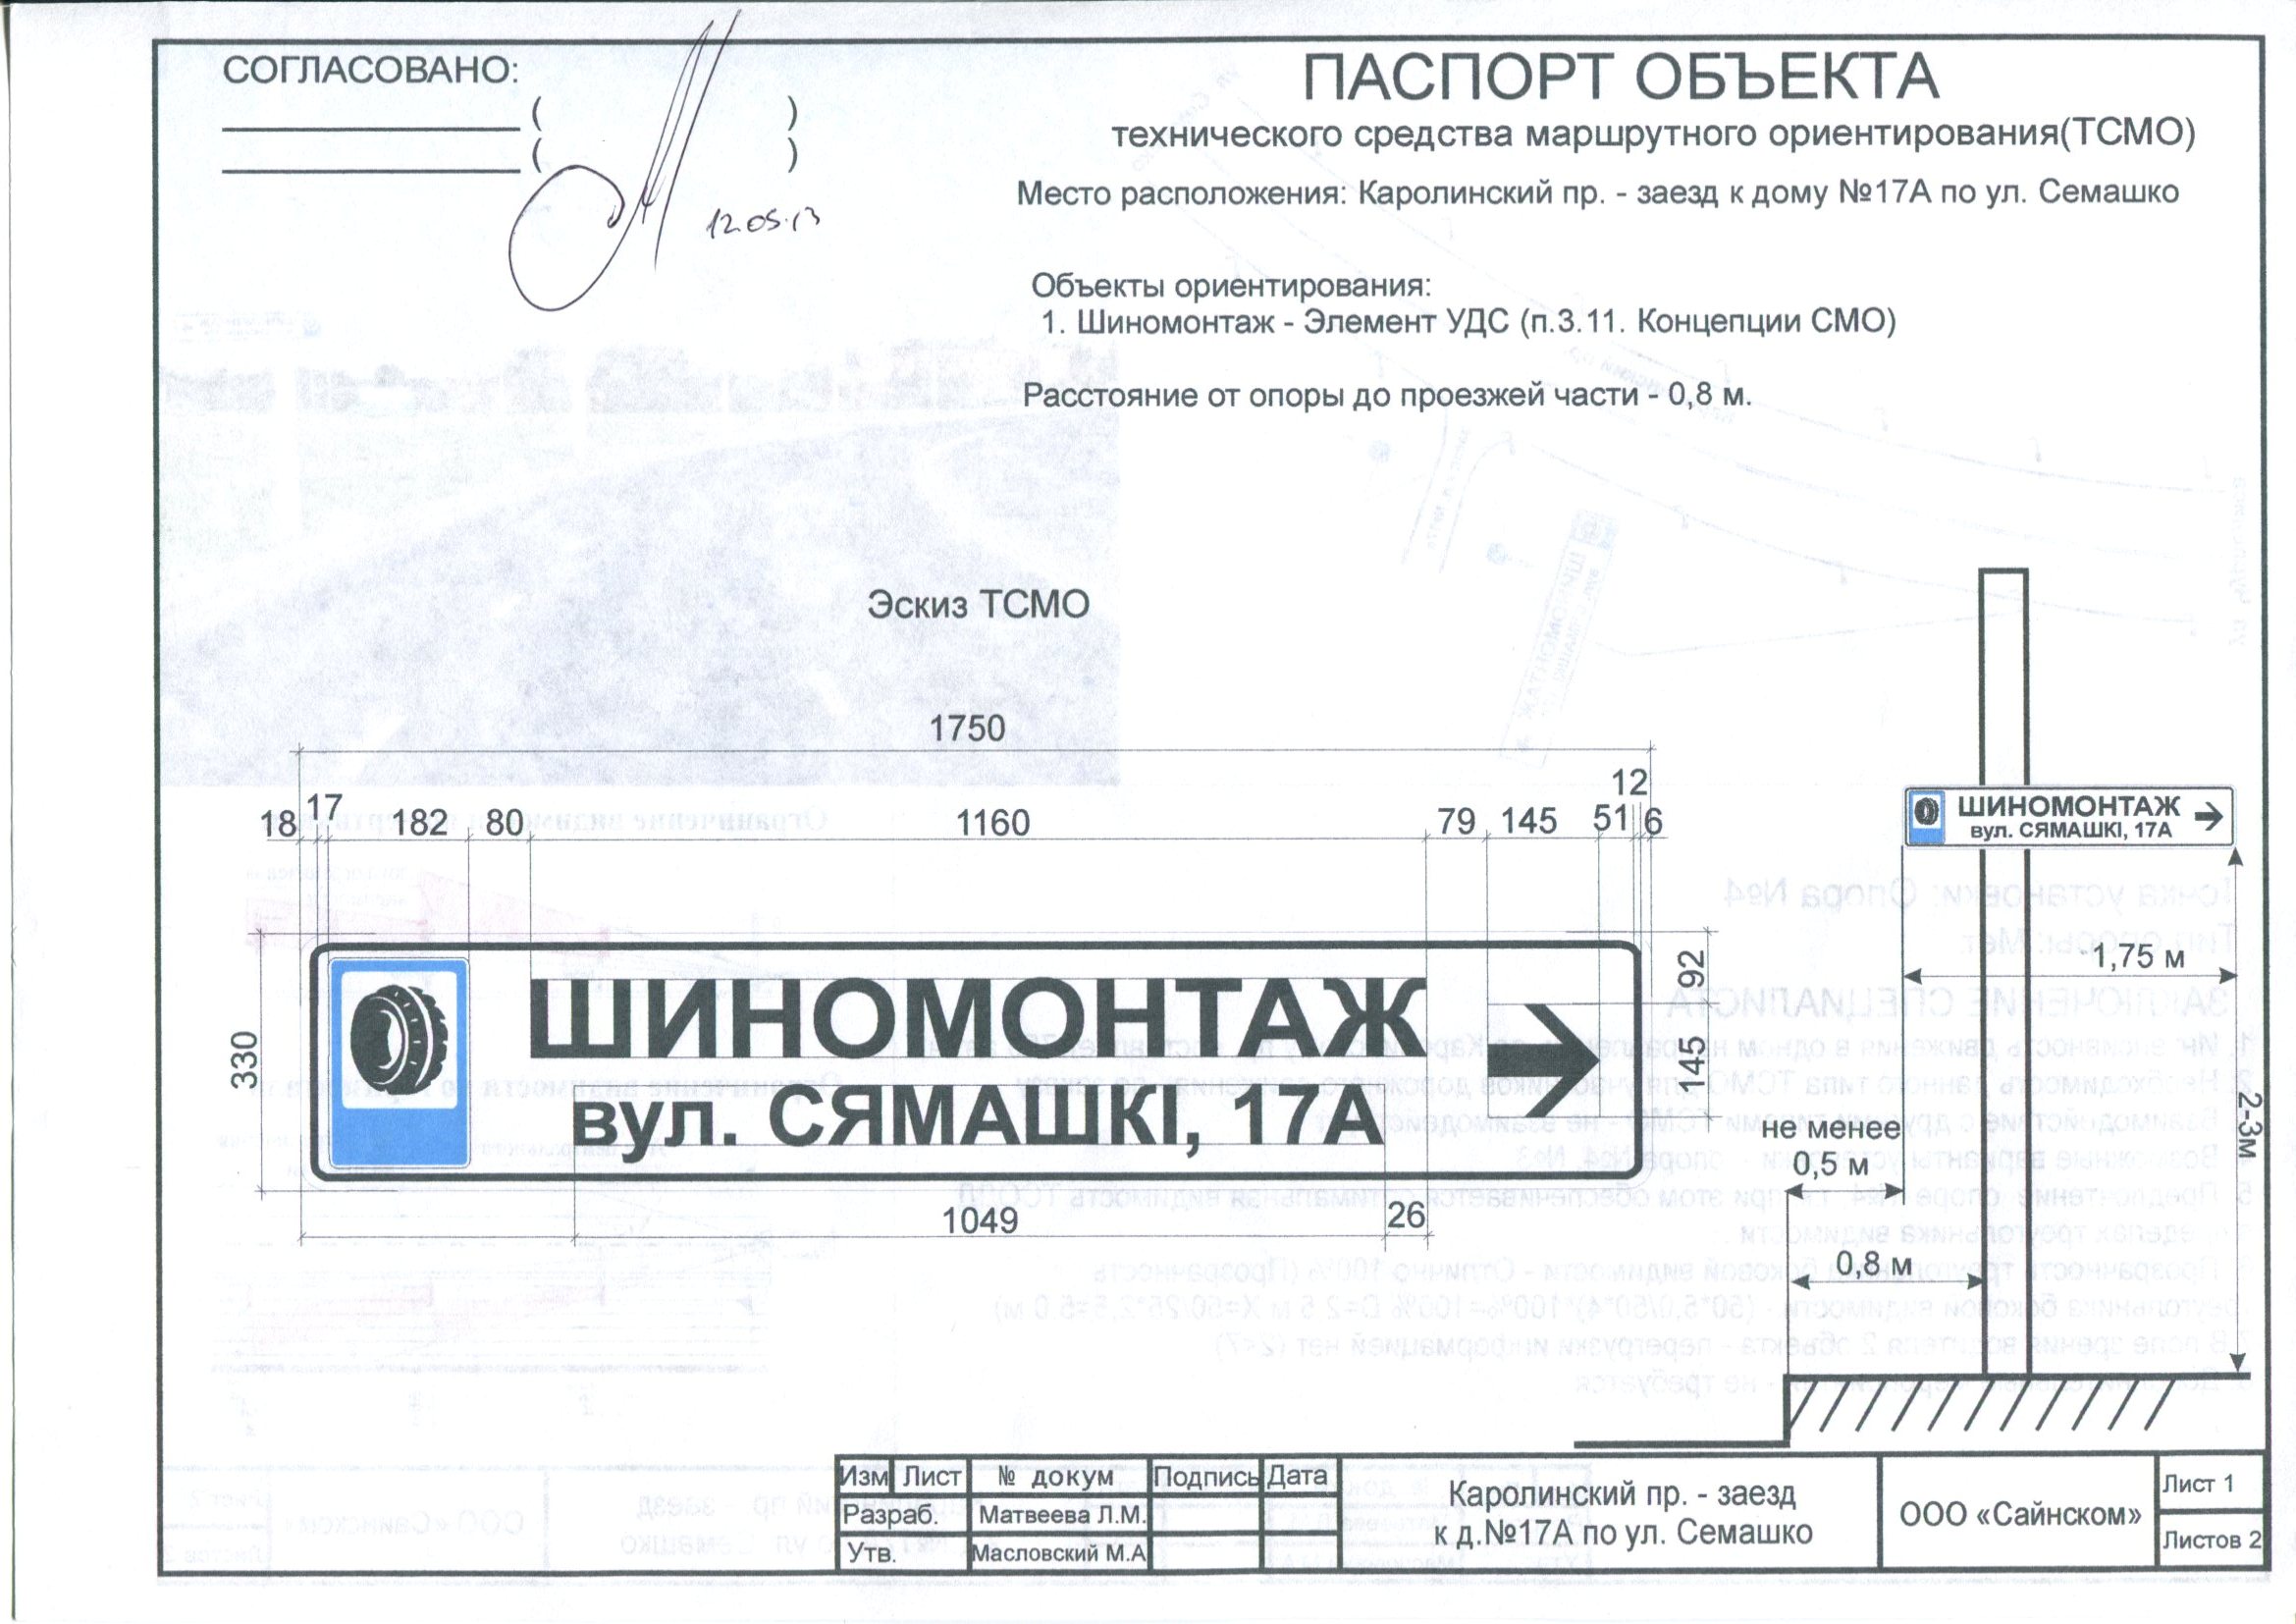 СОГЛАСОВАНО:
( )
( )
12.05.13
ПАСПОРТ ОБЪЕКТА
технического средства маршрутного ориентирования(ТСМО)
Место расположения: Каролинский пр. - заезд к дому №17А по ул. Семашко
Объекты ориентирования:
1. Шиномонтаж - Элемент УДС (п.3.11. Концепции СМО)
Расстояние от опоры до проезжей части - 0,8 м.
Эскиз ТСМО
1750
18 17 182 80 1160 79 145 51 12 6
330
ШИНОМОНТАЖ
вул. СЯМАШКІ, 17А
92
145
1049 26
ШИНОМОНТАЖ
вул. СЯМАШКІ, 17А
1,75 м
2-3м
не менее
0,5 м
0,8 м
Изм Лист № докум Подпись Дата
Разраб. Матвеева Л.М.
Утв. Масловский М.А
Каролинский пр. - заезд
к д.№17А по ул. Семашко
ООО «Сайнском»
Лист 1
Листов 2